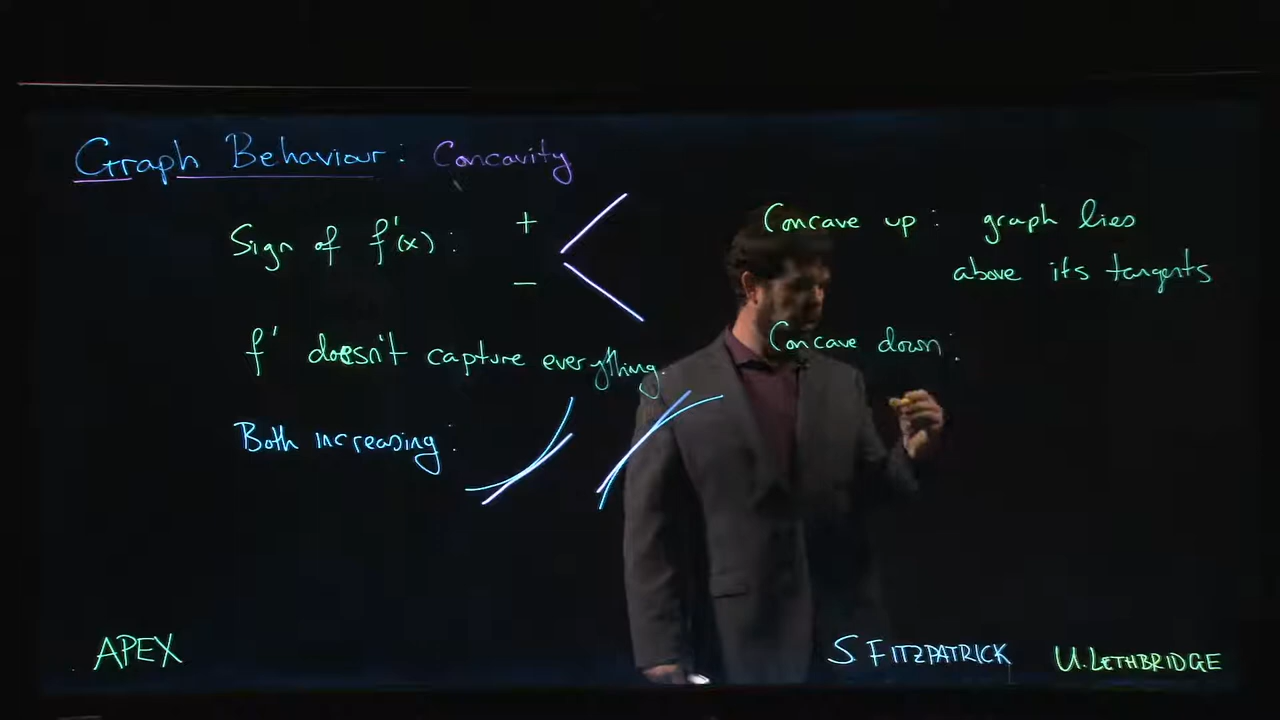 Graph Behaviour: Concavity
Sign of f'(x): + −
f' doesn't capture everything.
Both increasing:
Concave up: graph lies
above its tangents
Concave down:
APEX
S FITZPATRICK
U. LETHBRIDGE